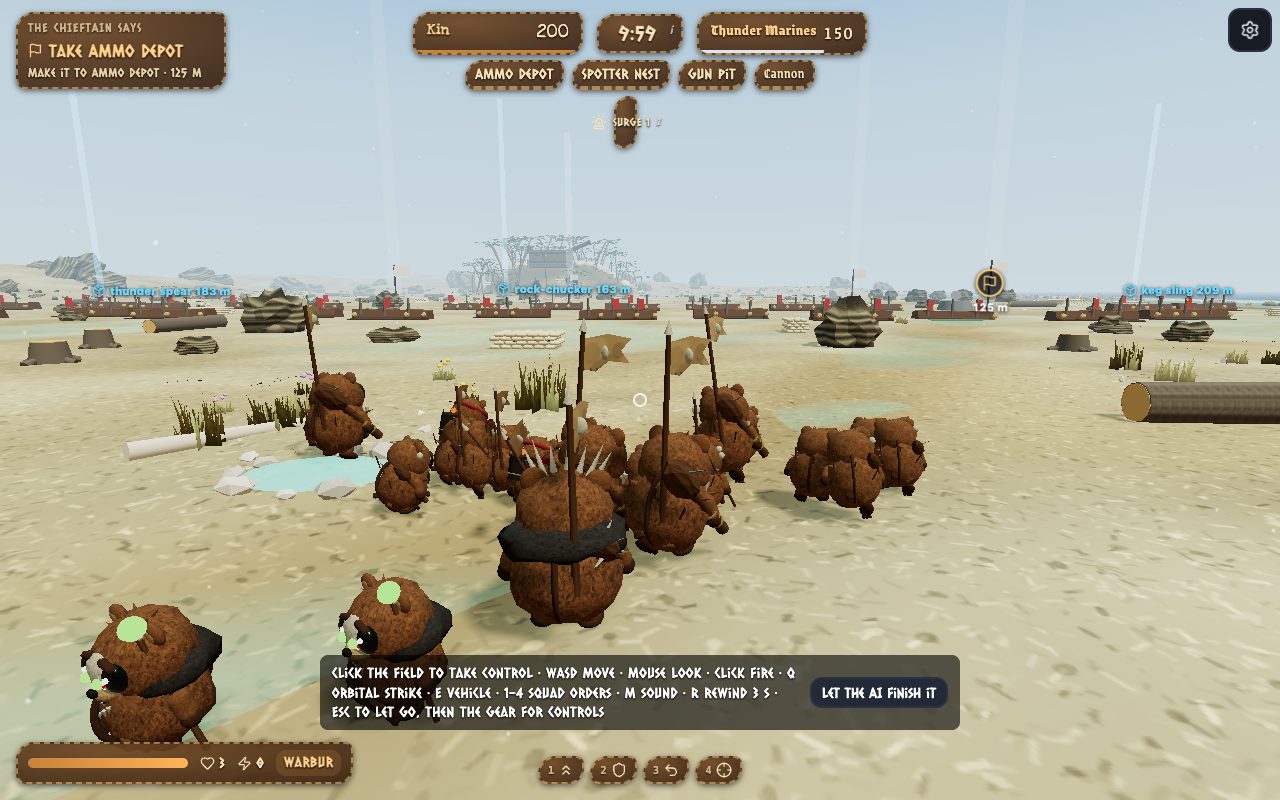 THE CHIEFTAIN SAYS
TAKE AMMO DEPOT
MAKE IT TO AMMO DEPOT · 125 M
Kin 200
9:59
Thunder Marines 150
AMMO DEPOT
SPOTTER NEST
GUN PIT
Cannon
SURGE 1
thunder spear 183 m
rock-chucker 163 m
125 m
keg sling 209 m
CLICK THE FIELD TO TAKE CONTROL · WASD MOVE · MOUSE LOOK · CLICK FIRE · Q
ORBITAL STRIKE · E VEHICLE · 1-4 SQUAD ORDERS · M SOUND · R REWIND 3 S ·
ESC TO LET GO, THEN THE GEAR FOR CONTROLS
LET THE AI FINISH IT
3
0
WARBUR
1
2
3
4